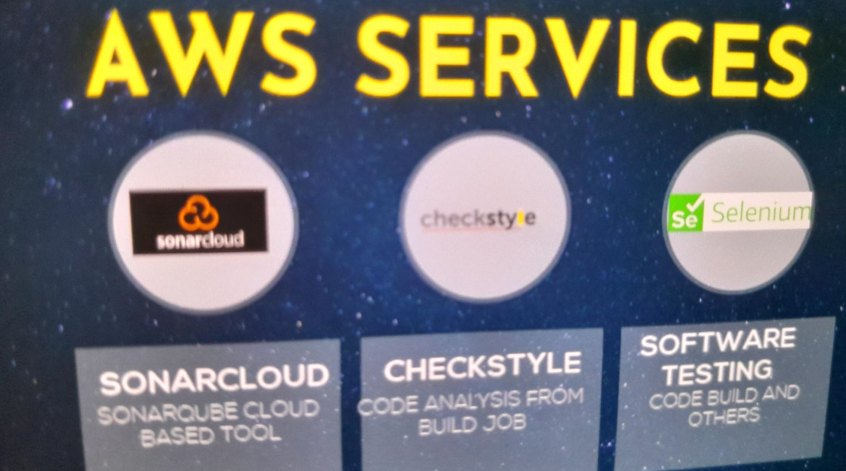 AWS SERVICES
sonarcloud
checkstyle
Se Selenium
SONARCLOUD
SONARQUBE CLOUD
BASED TOOL
CHECKSTYLE
CODE ANALYSIS FROM
BUILD JOB
SOFTWARE
TESTING
CODE BUILD AND
OTHERS